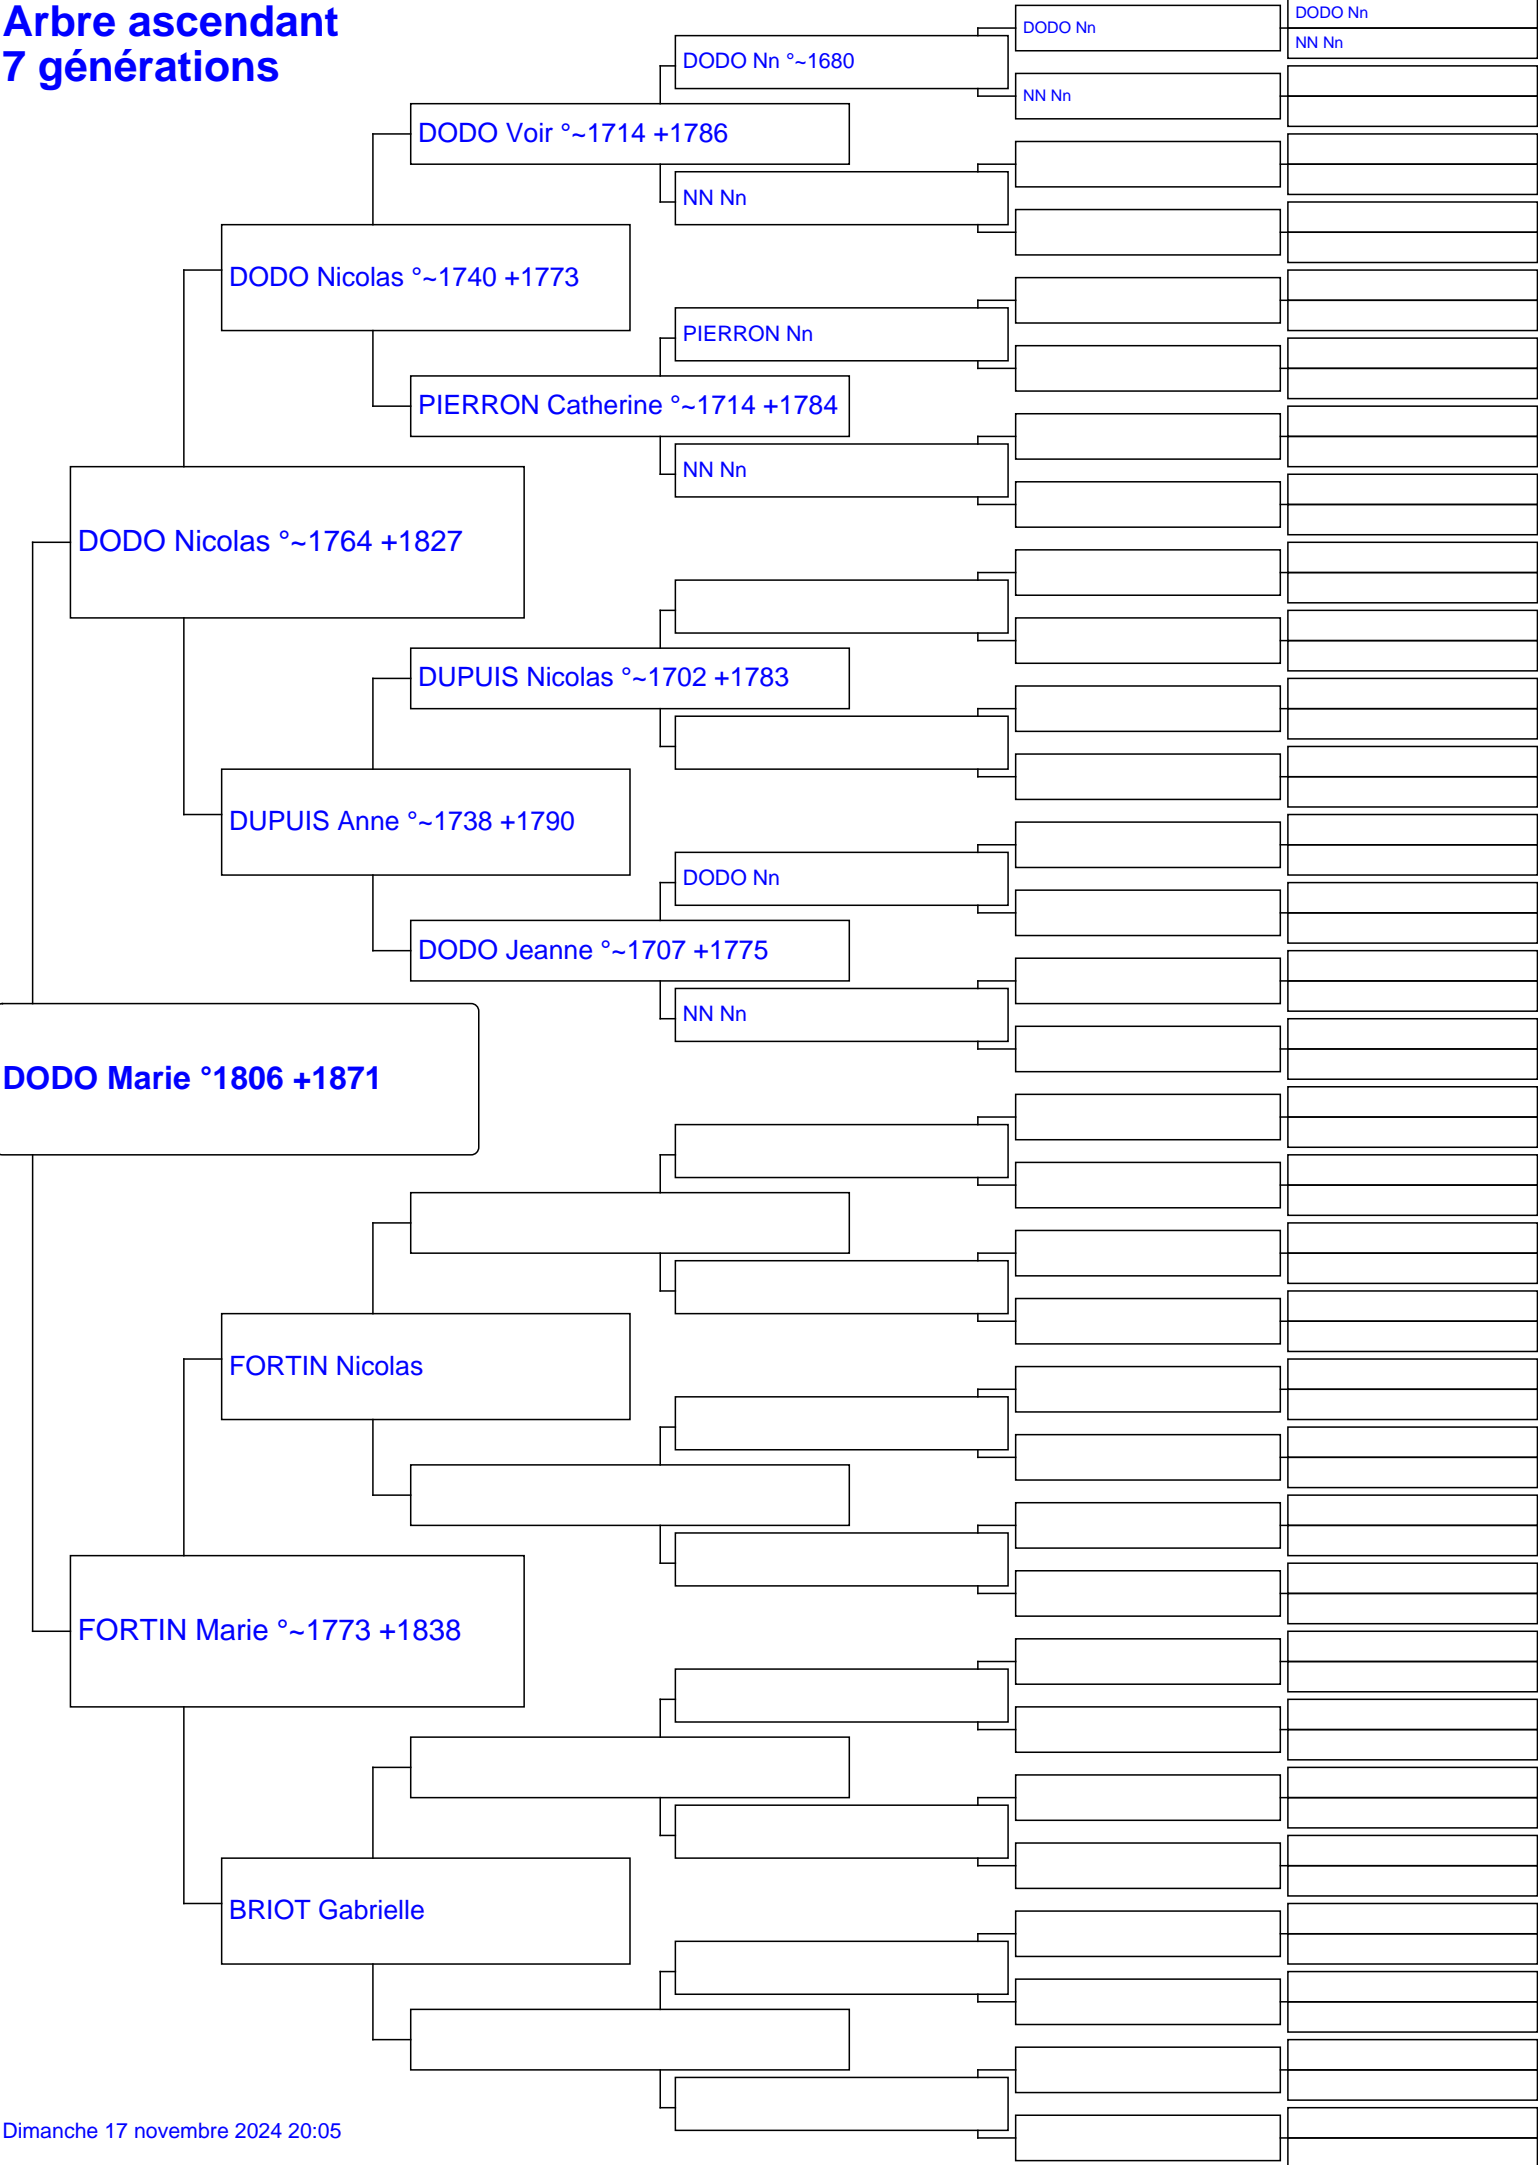 Arbre ascendant
7 générations
DODO Nn
NN Nn
DODO Nn
NN Nn
DODO Nn °~1680
DODO Voir °~1714 +1786
NN Nn
DODO Nicolas °~1740 +1773
PIERRON Nn
PIERRON Catherine °~1714 +1784
NN Nn
DODO Nicolas °~1764 +1827
DUPUIS Nicolas °~1702 +1783
DUPUIS Anne °~1738 +1790
DODO Nn
DODO Jeanne °~1707 +1775
NN Nn
DODO Marie °1806 +1871
FORTIN Nicolas
FORTIN Marie °~1773 +1838
BRIOT Gabrielle
Dimanche 17 novembre 2024 20:05